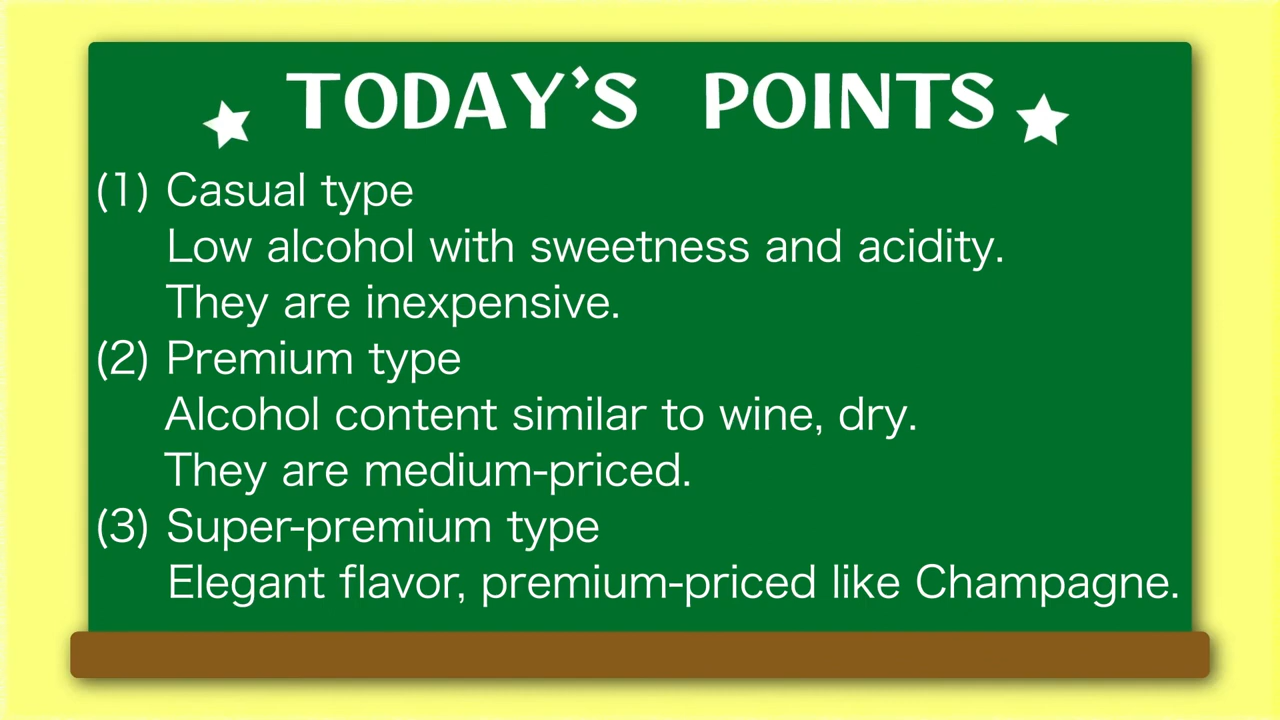 TODAY'S POINTS
(1) Casual type
Low alcohol with sweetness and acidity.
They are inexpensive.
(2) Premium type
Alcohol content similar to wine, dry.
They are medium-priced.
(3) Super-premium type
Elegant flavor, premium-priced like Champagne.